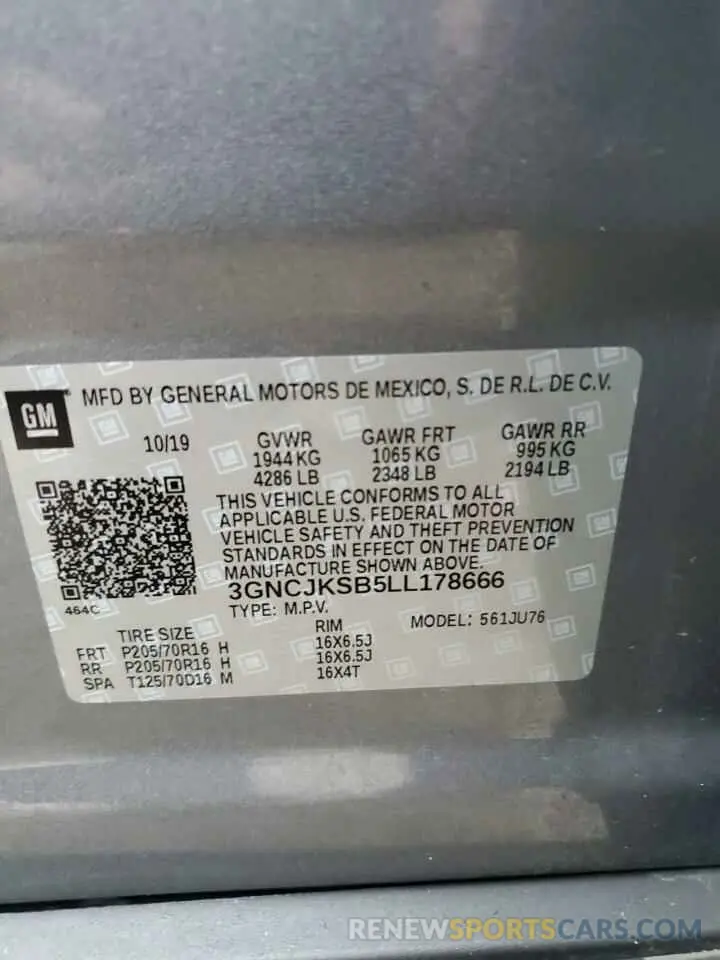 GM
MFD BY GENERAL MOTORS DE MEXICO, S. DE R.L. DE C.V.
10/19 GVWR GAWR FRT GAWR RR
1944 KG 1065 KG 995 KG
4286 LB 2348 LB 2194 LB
THIS VEHICLE CONFORMS TO ALL
APPLICABLE U.S. FEDERAL MOTOR
VEHICLE SAFETY AND THEFT PREVENTION
STANDARDS IN EFFECT ON THE DATE OF
MANUFACTURE SHOWN ABOVE.
464C
3GNCJKSB5LL178666
TYPE: M.P.V. MODEL: 561JU76
TIRE SIZE RIM
FRT P205/70R16 H 16X6.5J
RR P205/70R16 H 16X6.5J
SPA T125/70D16 M 16X4T
RENEWSPORTSCARS.COM